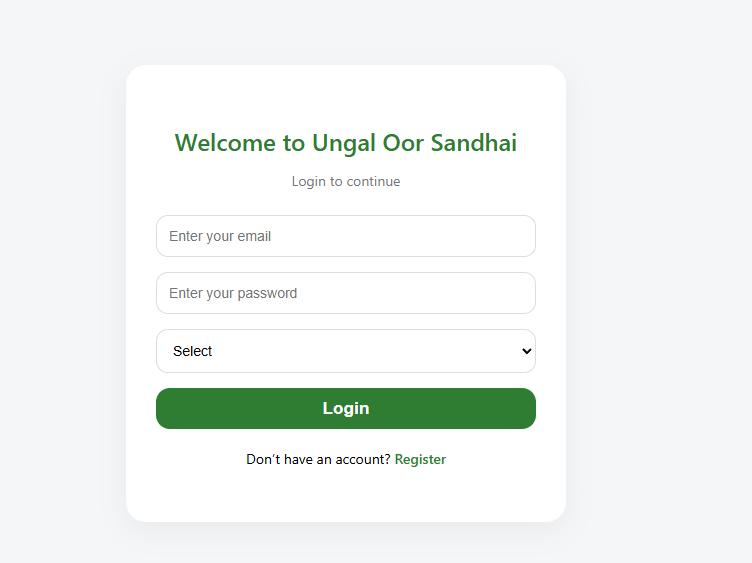 Welcome to Ungal Oor Sandhai
Login to continue
Enter your email
Enter your password
Select
Login
Don’t have an account? Register